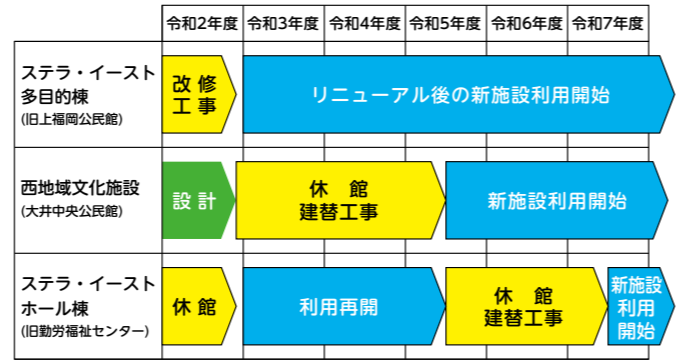 令和2年度 令和3年度 令和4年度 令和5年度 令和6年度 令和7年度
ステラ・イースト
多目的棟
(旧上福岡公民館)
改修
工事
リニューアル後の新施設利用開始
西地域文化施設
(大井中央公民館)
設計
休 館
建替工事
新施設利用開始
ステラ・イースト
ホール棟
(旧勤労福祉センター)
休館
利用再開
休 館
建替工事
新施設
利用
開始